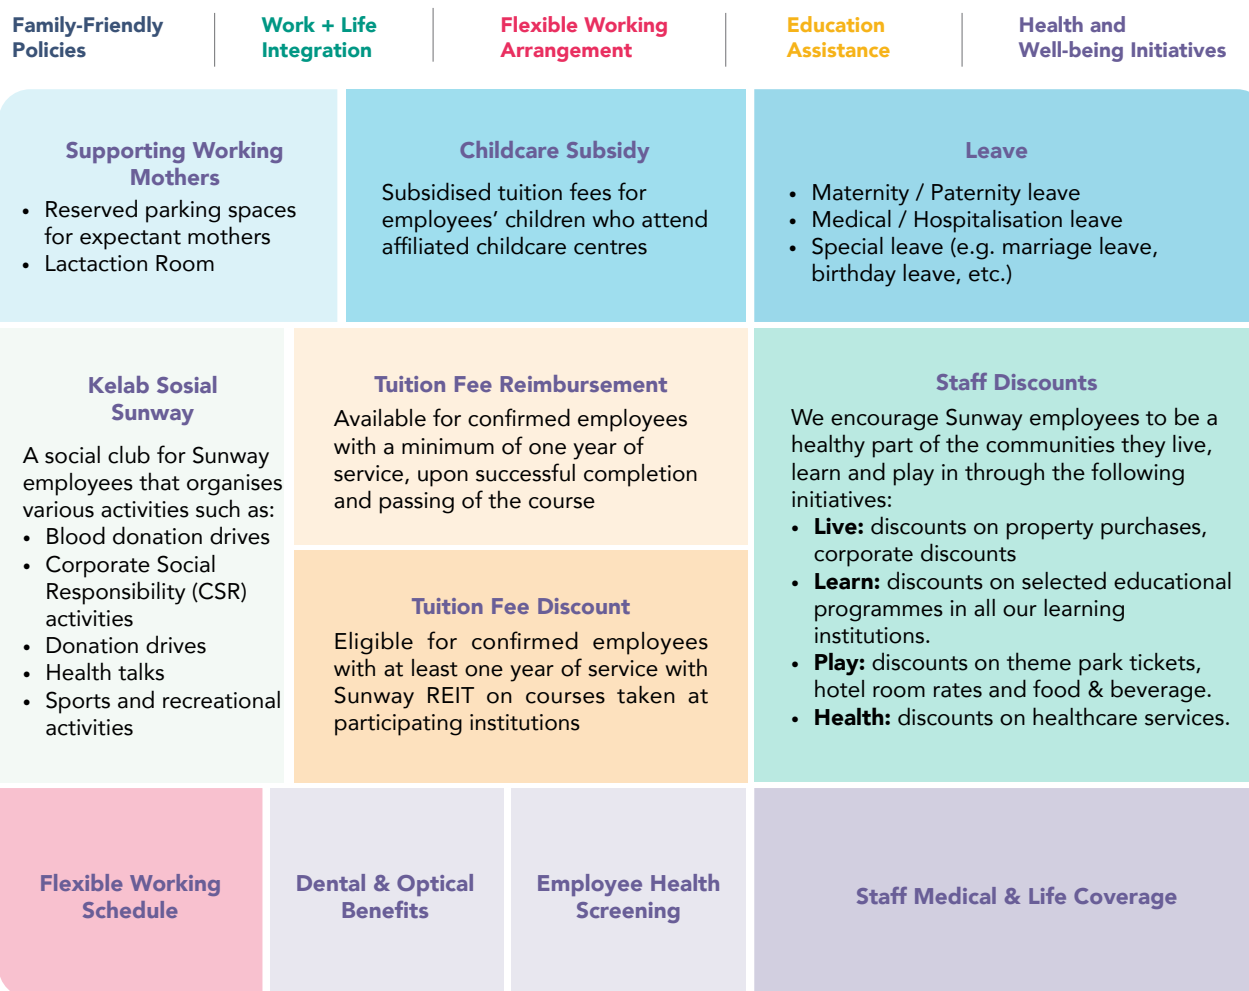 Family-Friendly
Policies
Work + Life
Integration
Flexible Working
Arrangement
Education
Assistance
Health and
Well-being Initiatives
Supporting Working
Mothers
• Reserved parking spaces
for expectant mothers
• Lactaction Room
Childcare Subsidy
Subsidised tuition fees for
employees’ children who attend
affiliated childcare centres
Leave
• Maternity / Paternity leave
• Medical / Hospitalisation leave
• Special leave (e.g. marriage leave,
birthday leave, etc.)
Kelab Sosial
Sunway
A social club for Sunway
employees that organises
various activities such as:
• Blood donation drives
• Corporate Social
Responsibility (CSR)
activities
• Donation drives
• Health talks
• Sports and recreational
activities
Tuition Fee Reimbursement
Available for confirmed employees
with a minimum of one year of
service, upon successful completion
and passing of the course
Tuition Fee Discount
Eligible for confirmed employees
with at least one year of service with
Sunway REIT on courses taken at
participating institutions
Staff Discounts
We encourage Sunway employees to be a
healthy part of the communities they live,
learn and play in through the following
initiatives:
• Live: discounts on property purchases,
corporate discounts
• Learn: discounts on selected educational
programmes in all our learning
institutions.
• Play: discounts on theme park tickets,
hotel room rates and food & beverage.
• Health: discounts on healthcare services.
Flexible Working
Schedule
Dental & Optical
Benefits
Employee Health
Screening
Staff Medical & Life Coverage